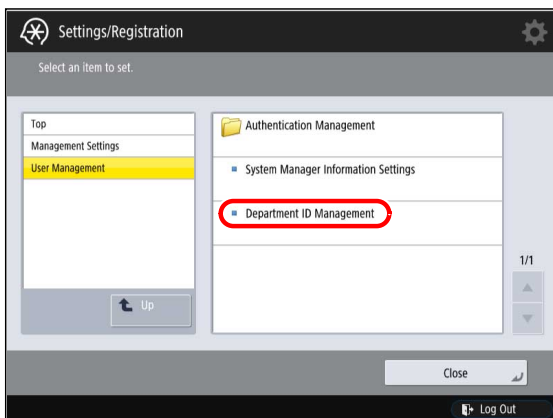 Settings/Registration
Select an item to set.
Top
Management Settings
User Management
Up
Authentication Management
System Manager Information Settings
Department ID Management
1/1
Close
Log Out